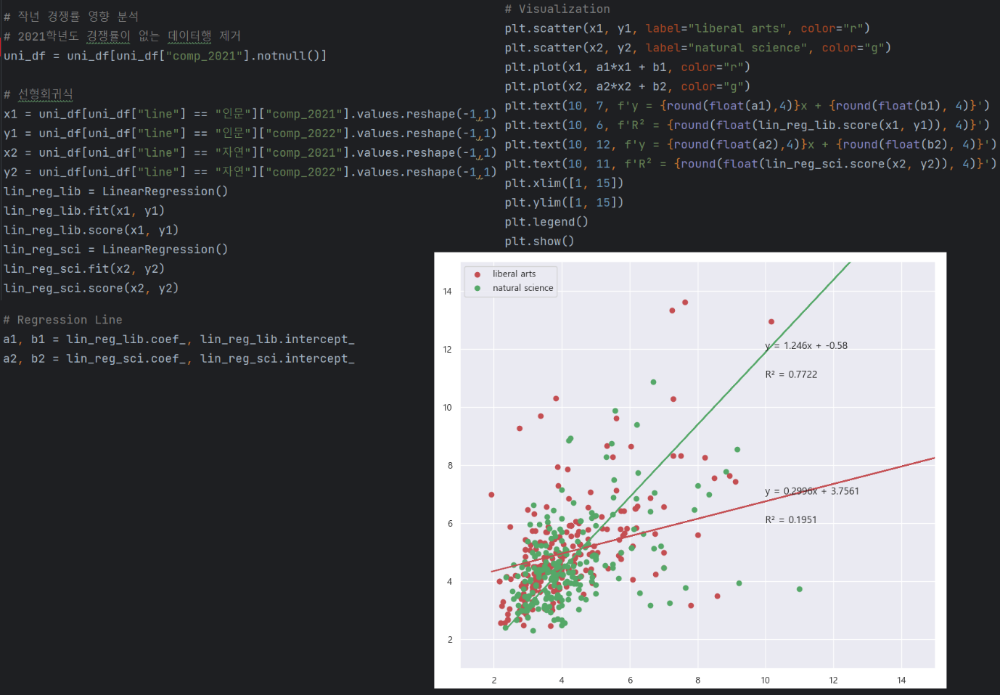 # 작년 경쟁률 영향 분석
# 2021학년도 경쟁률이 없는 데이터행 제거
uni_df = uni_df[uni_df["comp_2021"].notnull()]
# 선형회귀식
x1 = uni_df[uni_df["line"] == "인문"]["comp_2021"].values.reshape(-1,1)
y1 = uni_df[uni_df["line"] == "인문"]["comp_2022"].values.reshape(-1,1)
x2 = uni_df[uni_df["line"] == "자연"]["comp_2021"].values.reshape(-1,1)
y2 = uni_df[uni_df["line"] == "자연"]["comp_2022"].values.reshape(-1,1)
lin_reg_lib = LinearRegression()
lin_reg_lib.fit(x1, y1)
lin_reg_lib.score(x1, y1)
lin_reg_sci = LinearRegression()
lin_reg_sci.fit(x2, y2)
lin_reg_sci.score(x2, y2)
# Regression Line
a1, b1 = lin_reg_lib.coef_, lin_reg_lib.intercept_
a2, b2 = lin_reg_sci.coef_, lin_reg_sci.intercept_
# Visualization
plt.scatter(x1, y1, label="liberal arts", color="r")
plt.scatter(x2, y2, label="natural science", color="g")
plt.plot(x1, a1*x1 + b1, color="r")
plt.plot(x2, a2*x2 + b2, color="g")
plt.text(10, 7, f'y = {round(float(a1),4)}x + {round(float(b1), 4)}')
plt.text(10, 6, f'R² = {round(float(lin_reg_lib.score(x1, y1)), 4)}')
plt.text(10, 12, f'y = {round(float(a2),4)}x + {round(float(b2), 4)}')
plt.text(10, 11, f'R² = {round(float(lin_reg_sci.score(x2, y2)), 4)}')
plt.xlim([1, 15])
plt.ylim([1, 15])
plt.legend()
plt.show()
liberal arts
natural science
14
12
10
8
6
4
2
y = 1.246x + -0.58
R² = 0.7722
y = 0.2996x + 3.7561
R² = 0.1951
2 4 6 8 10 12 14